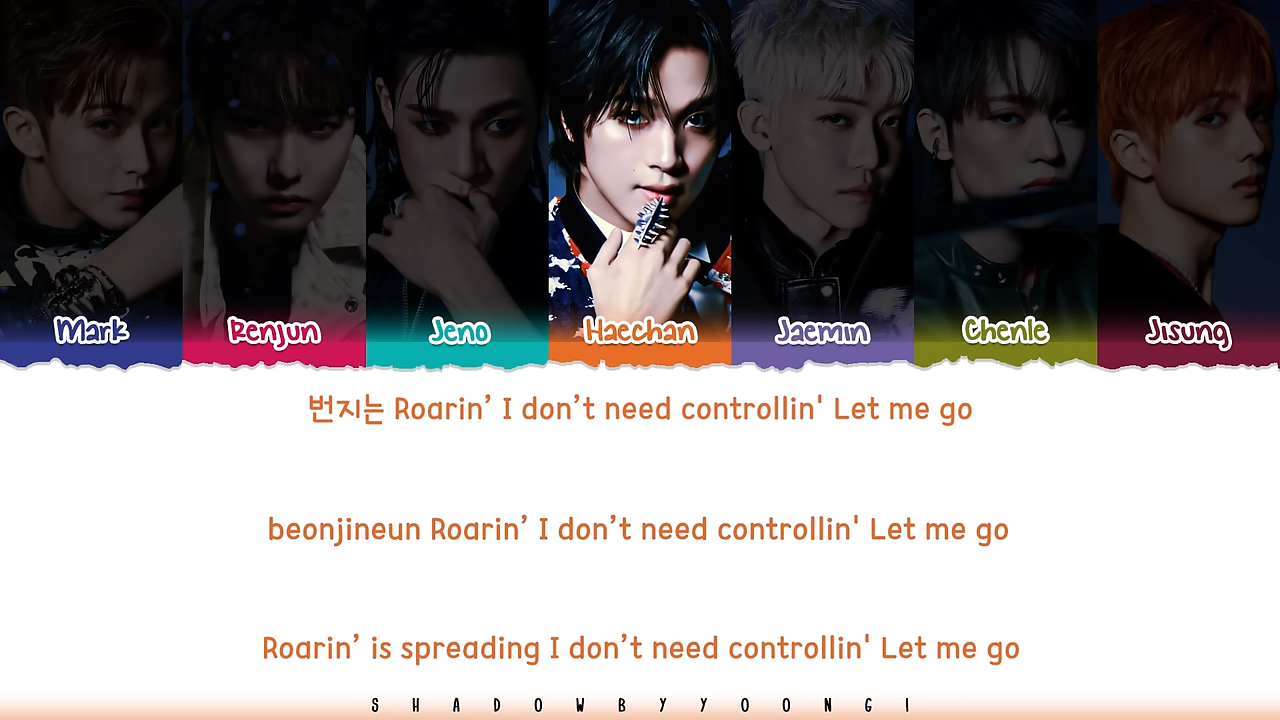 Mark Renjun Jeno Haechan Jaemin Chenle Jisung
번지는 Roarin’ I don’t need controllin' Let me go
beonjineun Roarin’ I don’t need controllin' Let me go
Roarin’ is spreading I don’t need controllin' Let me go
SHADOWBYYOONGI